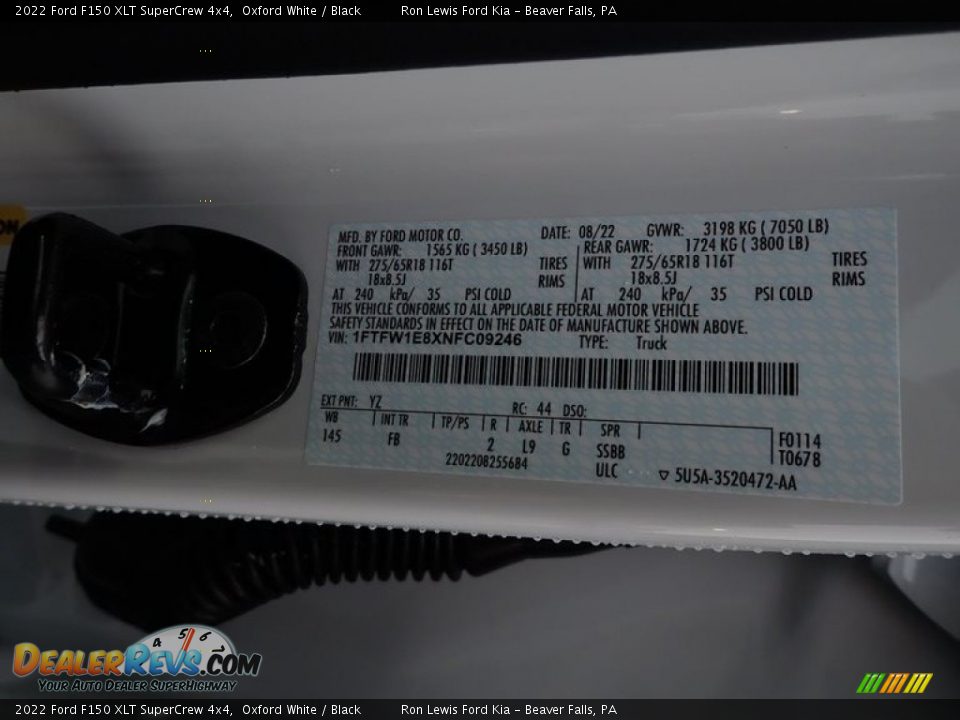 2022 Ford F150 XLT SuperCrew 4x4,  Oxford White / Black          Ron Lewis Ford Kia - Beaver Falls, PA
ON
MFD. BY FORD MOTOR CO.   DATE: 08/22   GVWR: 3198 KG ( 7050 LB)
FRONT GAWR: 1565 KG ( 3450 LB)   REAR GAWR: 1724 KG ( 3800 LB)
WITH 275/65R18 116T TIRES   WITH 275/65R18 116T TIRES
18x8.5J RIMS   18x8.5J RIMS
AT 240 kPa/ 35 PSI COLD   AT 240 kPa/ 35 PSI COLD
THIS VEHICLE CONFORMS TO ALL APPLICABLE FEDERAL MOTOR VEHICLE
SAFETY STANDARDS IN EFFECT ON THE DATE OF MANUFACTURE SHOWN ABOVE.
VIN: 1FTFW1E8XNFC09246   TYPE: Truck
EXT PNT: YZ   RC: 44 DSO:
WB | INT TR | TP/PS | R | AXLE | TR | SPR |   F0114
145 FB 2 L9 G SSBB   T0678
2202208255684   ULC   ▽ 5U5A-3520472-AA
4 5 6 7
DEALERREVS.COM
YOUR AUTO DEALER SUPERHIGHWAY
2022 Ford F150 XLT SuperCrew 4x4,  Oxford White / Black          Ron Lewis Ford Kia - Beaver Falls, PA